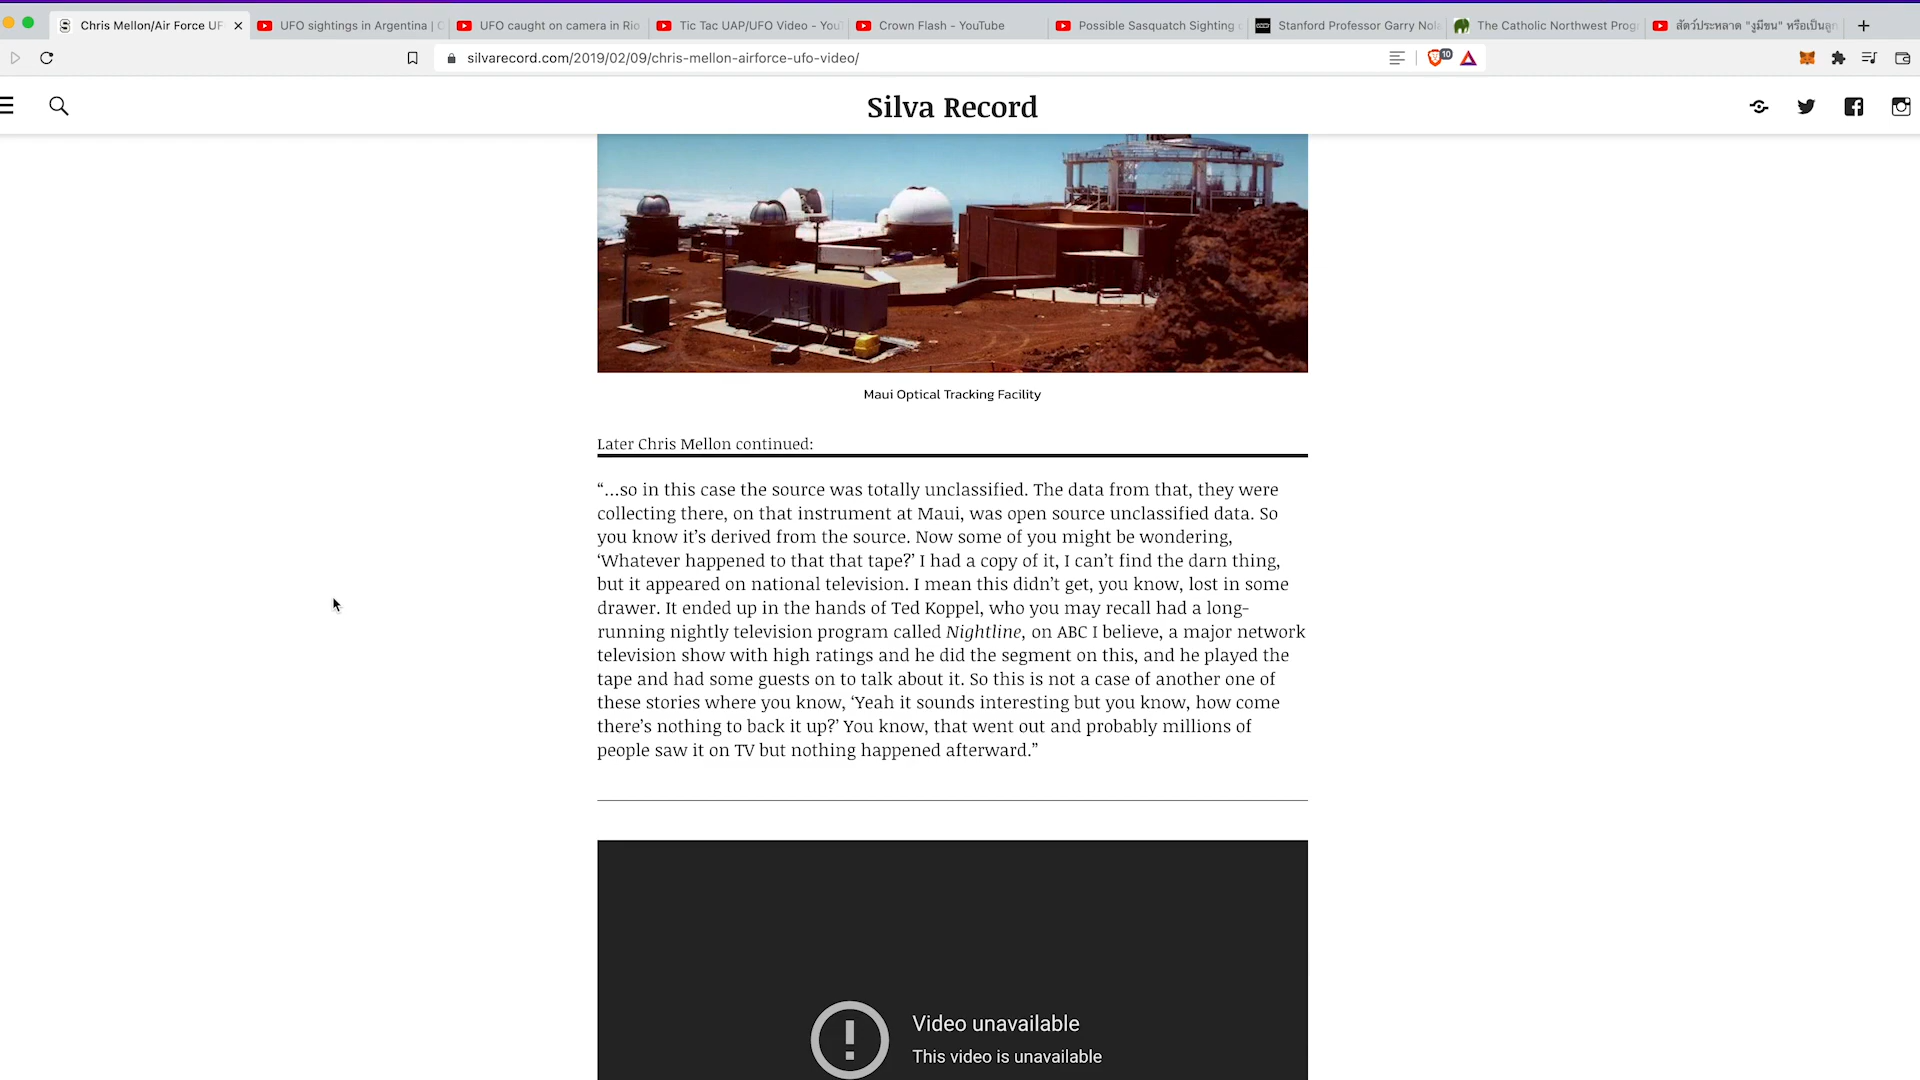 Chris Mellon/Air Force UF
UFO sightings in Argentina | C
UFO caught on camera in Rio
Tic Tac UAP/UFO Video - You
Crown Flash - YouTube
Possible Sasquatch Sighting
Stanford Professor Garry Nola
The Catholic Northwest Prog
สัตว์ประหลาด "งูมีขน" หรือเป็นลูก
silvarecord.com/2019/02/09/chris-mellon-airforce-ufo-video/
10
Silva Record
Maui Optical Tracking Facility
Later Chris Mellon continued:
“…so in this case the source was totally unclassified. The data from that, they were
collecting there, on that instrument at Maui, was open source unclassified data. So
you know it’s derived from the source. Now some of you might be wondering,
‘Whatever happened to that that tape?’ I had a copy of it, I can’t find the darn thing,
but it appeared on national television. I mean this didn’t get, you know, lost in some
drawer. It ended up in the hands of Ted Koppel, who you may recall had a long-
running nightly television program called Nightline, on ABC I believe, a major network
television show with high ratings and he did the segment on this, and he played the
tape and had some guests on to talk about it. So this is not a case of another one of
these stories where you know, ‘Yeah it sounds interesting but you know, how come
there’s nothing to back it up?’ You know, that went out and probably millions of
people saw it on TV but nothing happened afterward.”
Video unavailable
This video is unavailable